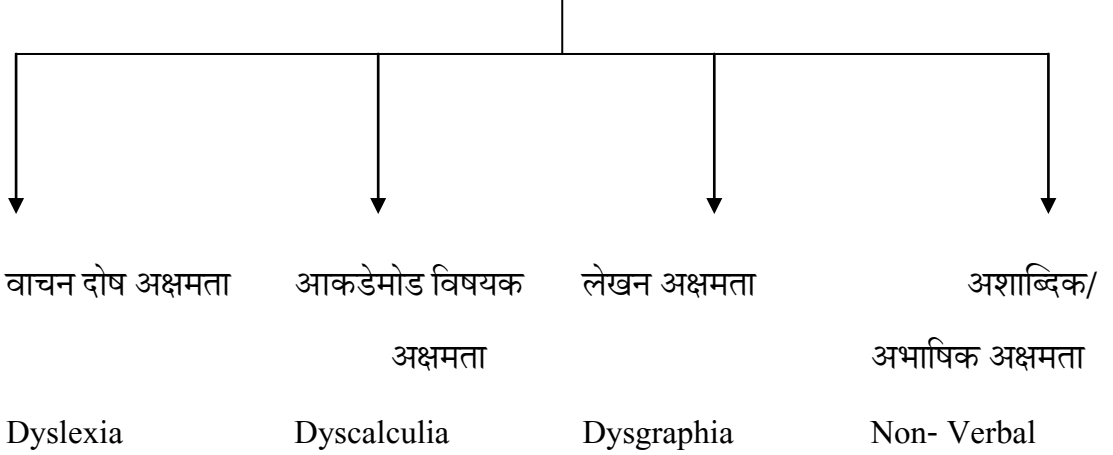 वाचन दोष अक्षमता आकडेमोड विषयक लेखन अक्षमता अशाब्दिक/
अक्षमता अभाषिक अक्षमता
Dyslexia Dyscalculia Dysgraphia Non- Verbal